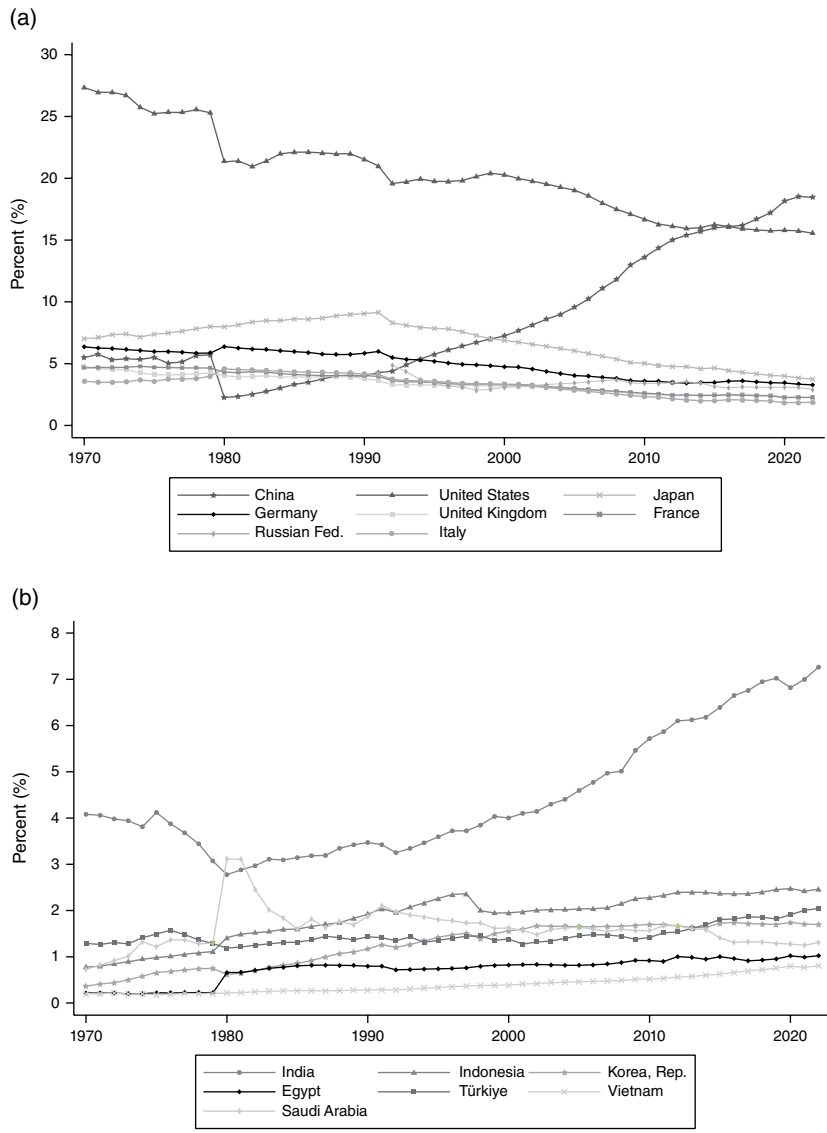 (a)
30
25
20
15
10
5
0
Percent (%)
1970 1980 1990 2000 2010 2020
China United States Japan
Germany United Kingdom France
Russian Fed. Italy
(b)
8
7
6
5
4
3
2
1
0
Percent (%)
1970 1980 1990 2000 2010 2020
India Indonesia Korea, Rep.
Egypt Türkiye Vietnam
Saudi Arabia